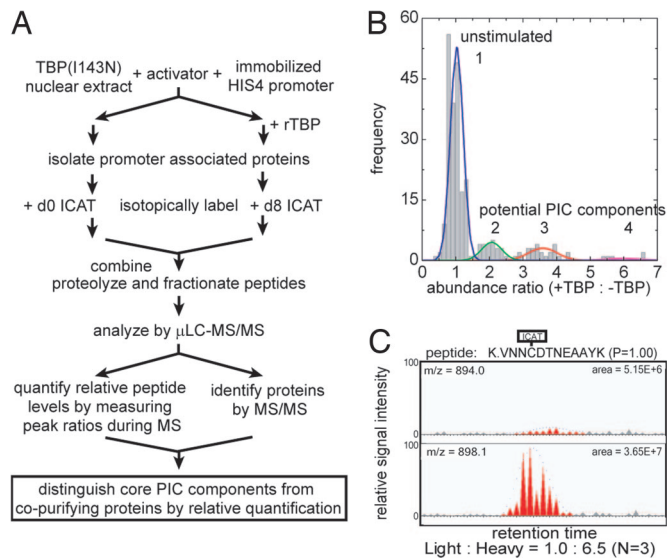 A
TBP(I143N)
nuclear extract
+ activator +
immobilized
HIS4 promoter
+ rTBP
isolate promoter associated proteins
+ d0 ICAT
isotopically label
+ d8 ICAT
combine
proteolyze and fractionate peptides
analyze by μLC-MS/MS
quantify relative peptide
levels by measuring
peak ratios during MS
identify proteins
by MS/MS
distinguish core PIC components from
co-purifying proteins by relative quantification
B
60
45
30
15
0
frequency
unstimulated
1
potential PIC components
2
3
4
0 1 2 3 4 5 6 7
abundance ratio (+TBP : -TBP)
C
ICAT
peptide: K.VNNCDTNEAAYK (P=1.00)
100
m/z = 894.0
area = 5.15E+6
0
100
m/z = 898.1
area = 3.65E+7
0
relative signal intensity
retention time
Light : Heavy = 1.0 : 6.5 (N=3)